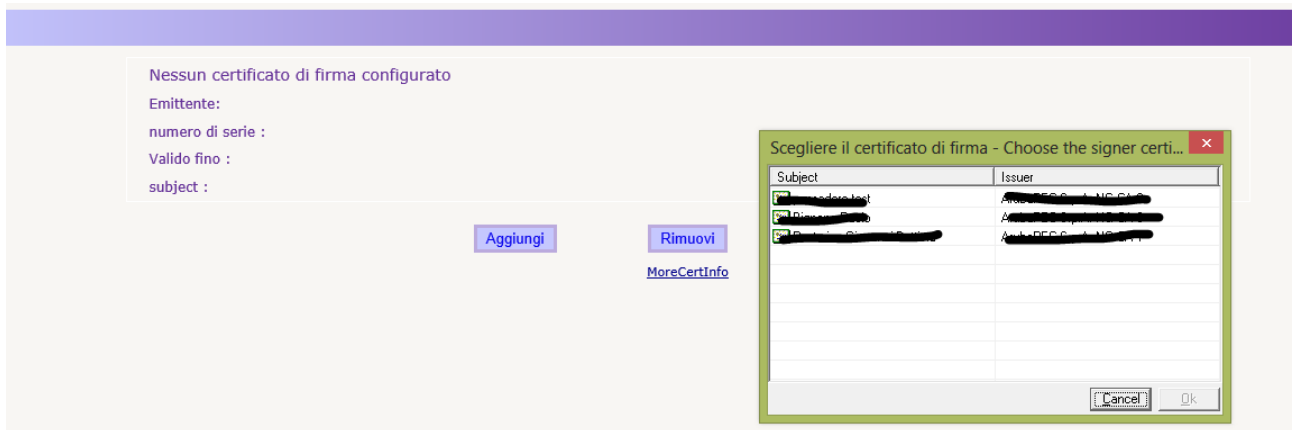 Nessun certificato di firma configurato
Emittente:
numero di serie :
Valido fino :
subject :
Aggiungi
Rimuovi
MoreCertInfo
Scegliere il certificato di firma - Choose the signer certi...
Subject
Issuer
test
Cancel
Ok